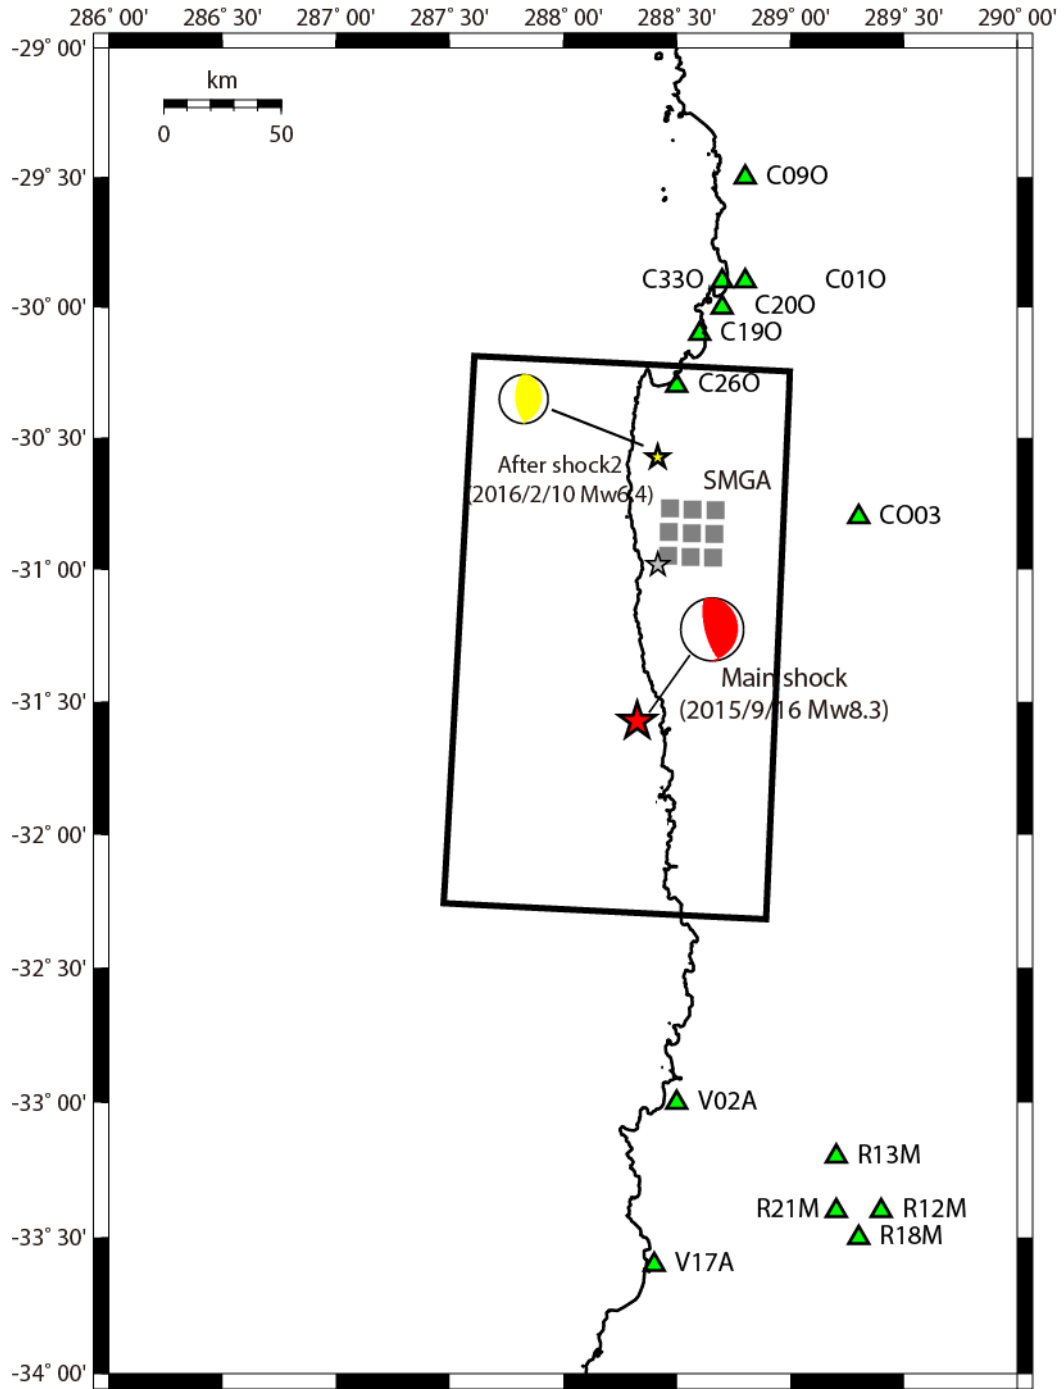 286° 00' 286° 30' 287° 00' 287° 30' 288° 00' 288° 30' 289° 00' 289° 30' 290° 00'
-29° 00'
km
0 50
-29° 30'
C09O
C33O
C01O
-30° 00'
C20O
C19O
C26O
-30° 30'
After shock2
(2016/2/10 Mw6.4)
SMGA
CO03
-31° 00'
Main shock
(2015/9/16 Mw8.3)
-31° 30'
-32° 00'
-32° 30'
-33° 00'
V02A
R13M
R21M
R12M
-33° 30'
R18M
V17A
-34° 00'